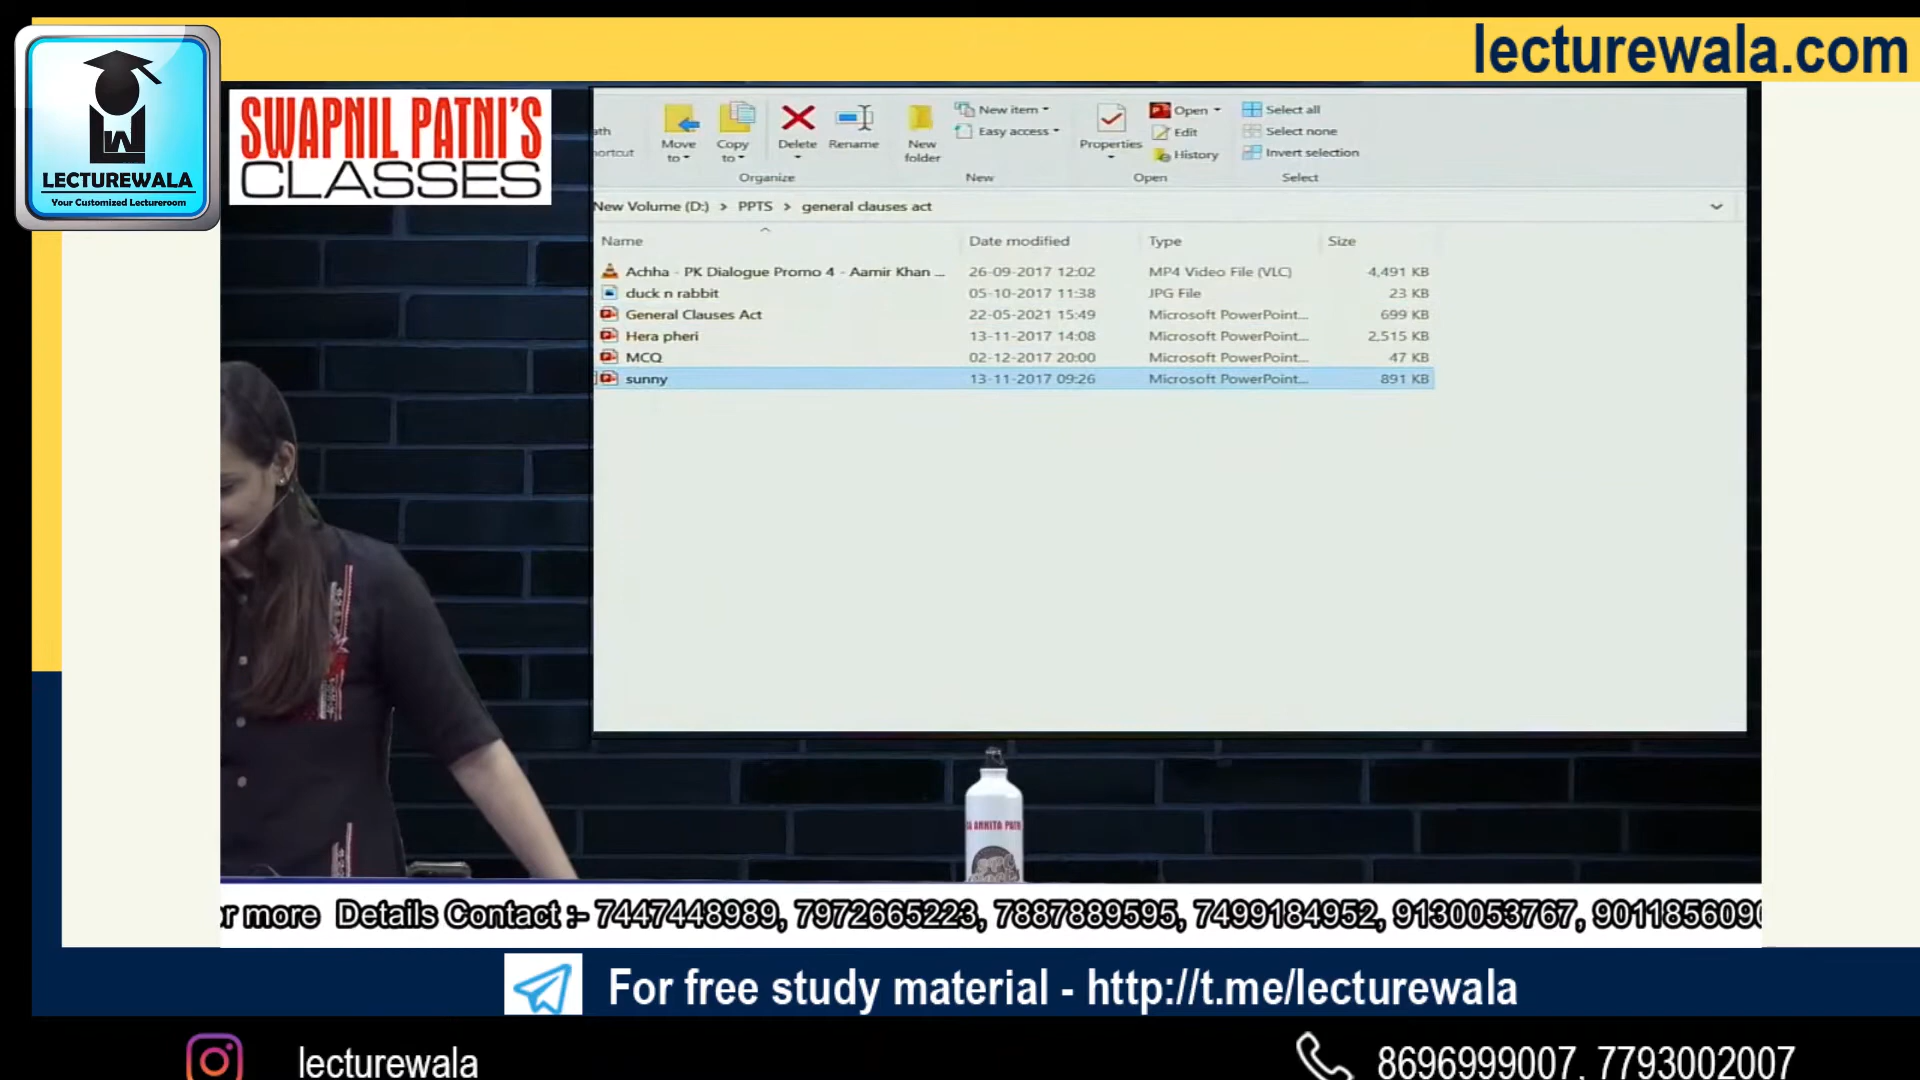 lecturewala.com
LECTUREWALA
Your Customized Lectureroom
SWAPNIL PATNI'S
CLASSES
Move to
Copy to
Delete
Rename
New folder
New item
Easy access
Properties
Open
Edit
History
Select all
Select none
Invert selection
Organize New Open Select
New Volume (D:) > PPTS > general clauses act
Name Date modified Type Size
Achha - PK Dialogue Promo 4 - Aamir Khan ... 26-09-2017 12:02 MP4 Video File (VLC) 4,491 KB
duck n rabbit 05-10-2017 11:38 JPG File 23 KB
General Clauses Act 22-05-2021 15:49 Microsoft PowerPoint... 699 KB
Hera pheri 13-11-2017 14:08 Microsoft PowerPoint... 2,515 KB
MCQ 02-12-2017 20:00 Microsoft PowerPoint... 47 KB
sunny 13-11-2017 09:26 Microsoft PowerPoint... 891 KB
ANKITA PATN
r more Details Contact :- 7447448989, 7972665223, 7887889595, 7499184952, 9130053767, 901185609
For free study material - http://t.me/lecturewala
lecturewala
8696999007, 7793002007